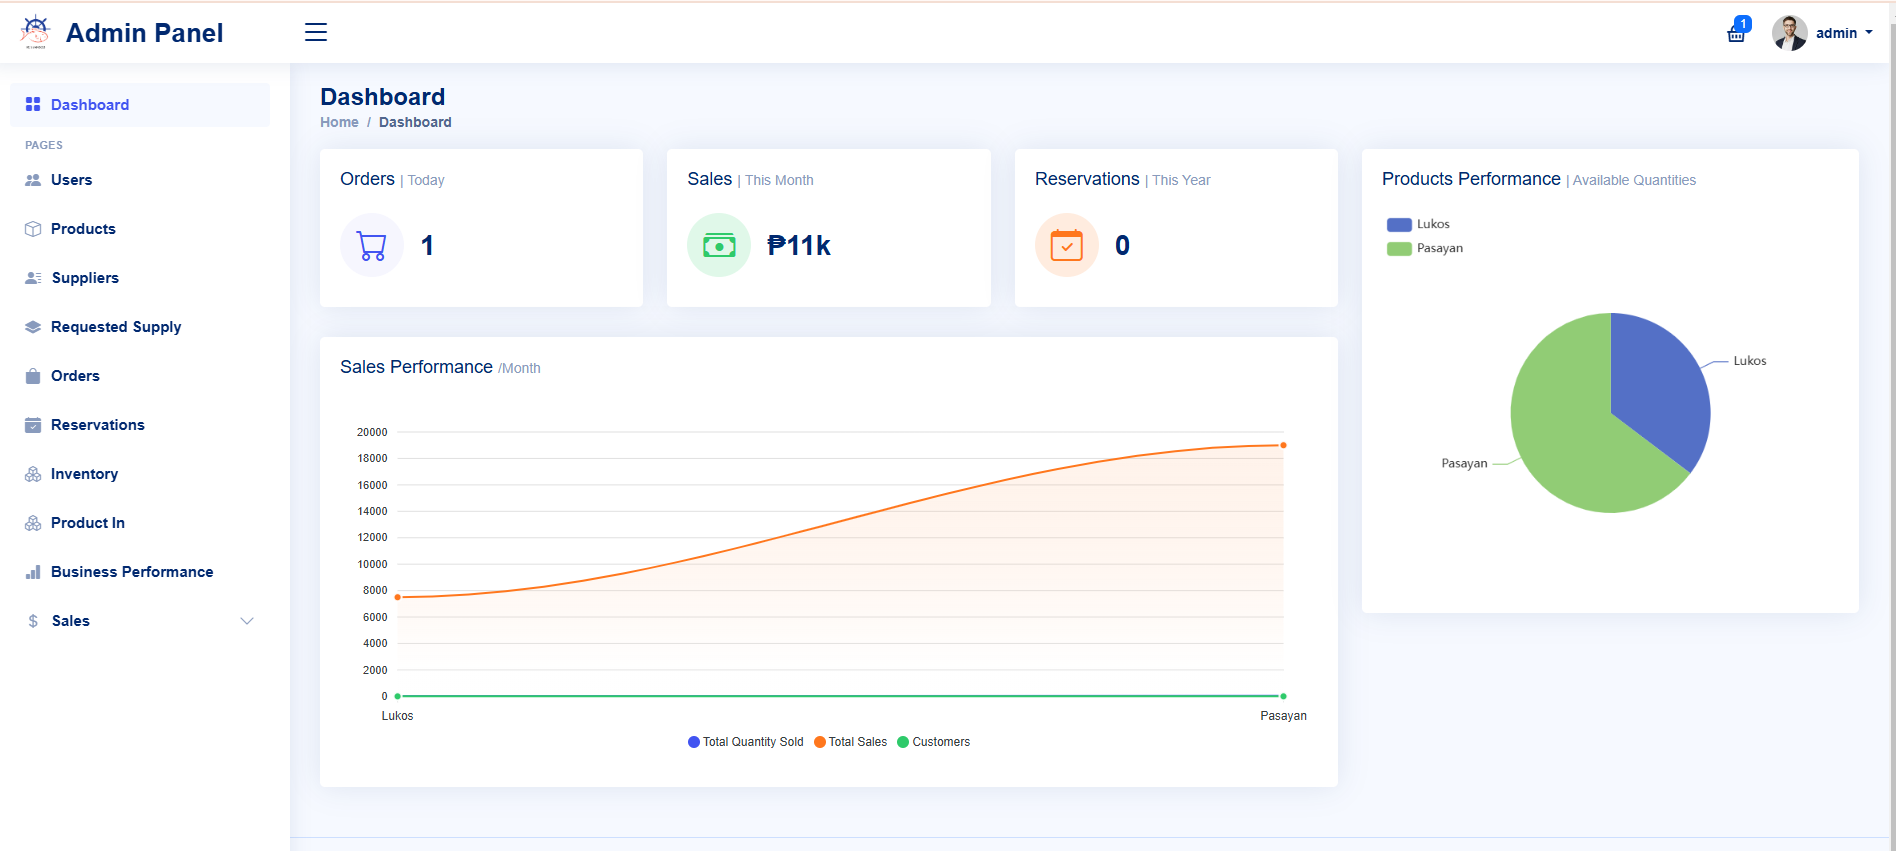 Admin Panel
1
admin
Dashboard
PAGES
Users
Products
Suppliers
Requested Supply
Orders
Reservations
Inventory
Product In
Business Performance
Sales
Dashboard
Home / Dashboard
Orders | Today
1
Sales | This Month
₱11k
Reservations | This Year
0
Products Performance | Available Quantities
Lukos
Pasayan
Lukos
Pasayan
Sales Performance /Month
20000
18000
16000
14000
12000
10000
8000
6000
4000
2000
0
Lukos Pasayan
Total Quantity Sold Total Sales Customers